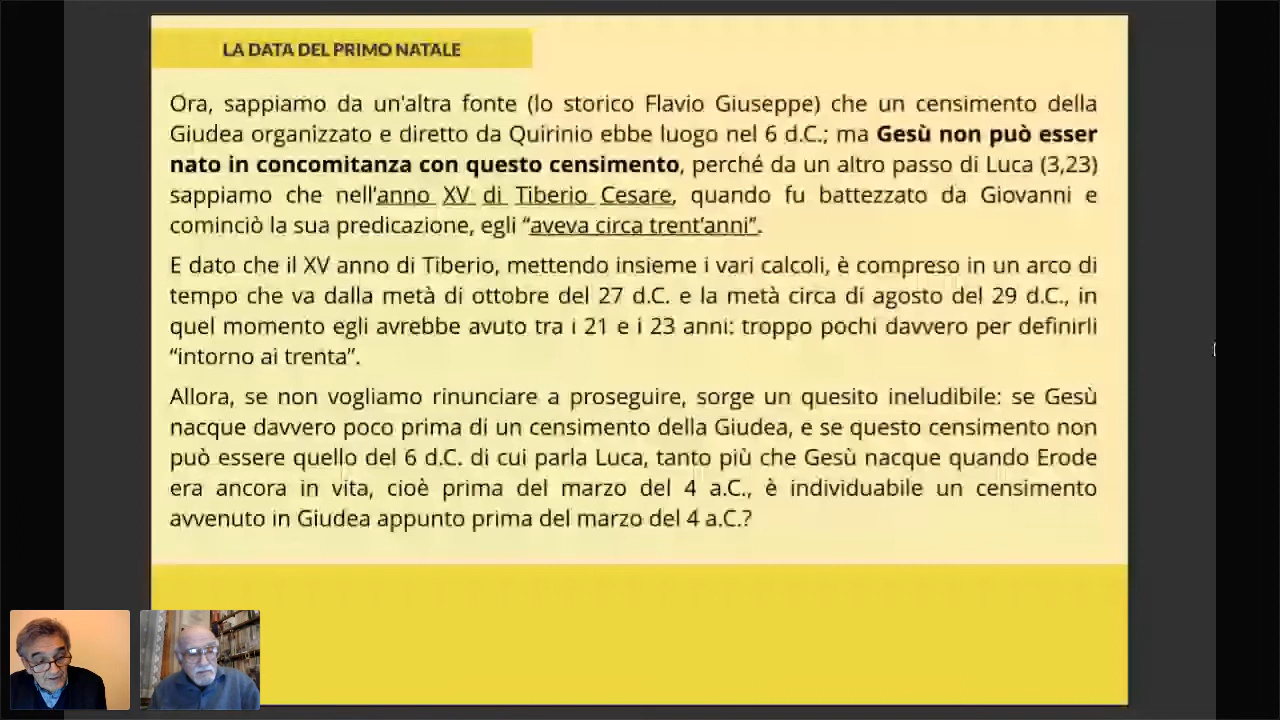 LA DATA DEL PRIMO NATALE
Ora, sappiamo da un'altra fonte (lo storico Flavio Giuseppe) che un censimento della
Giudea organizzato e diretto da Quirinio ebbe luogo nel 6 d.C.; ma Gesù non può esser
nato in concomitanza con questo censimento, perché da un altro passo di Luca (3,23)
sappiamo che nell'anno XV di Tiberio Cesare, quando fu battezzato da Giovanni e
cominciò la sua predicazione, egli “aveva circa trent'anni”.
E dato che il XV anno di Tiberio, mettendo insieme i vari calcoli, è compreso in un arco di
tempo che va dalla metà di ottobre del 27 d.C. e la metà circa di agosto del 29 d.C., in
quel momento egli avrebbe avuto tra i 21 e i 23 anni: troppo pochi davvero per definirli
“intorno ai trenta”.
Allora, se non vogliamo rinunciare a proseguire, sorge un quesito ineludibile: se Gesù
nacque davvero poco prima di un censimento della Giudea, e se questo censimento non
può essere quello del 6 d.C. di cui parla Luca, tanto più che Gesù nacque quando Erode
era ancora in vita, cioè prima del marzo del 4 a.C., è individuabile un censimento
avvenuto in Giudea appunto prima del marzo del 4 a.C.?